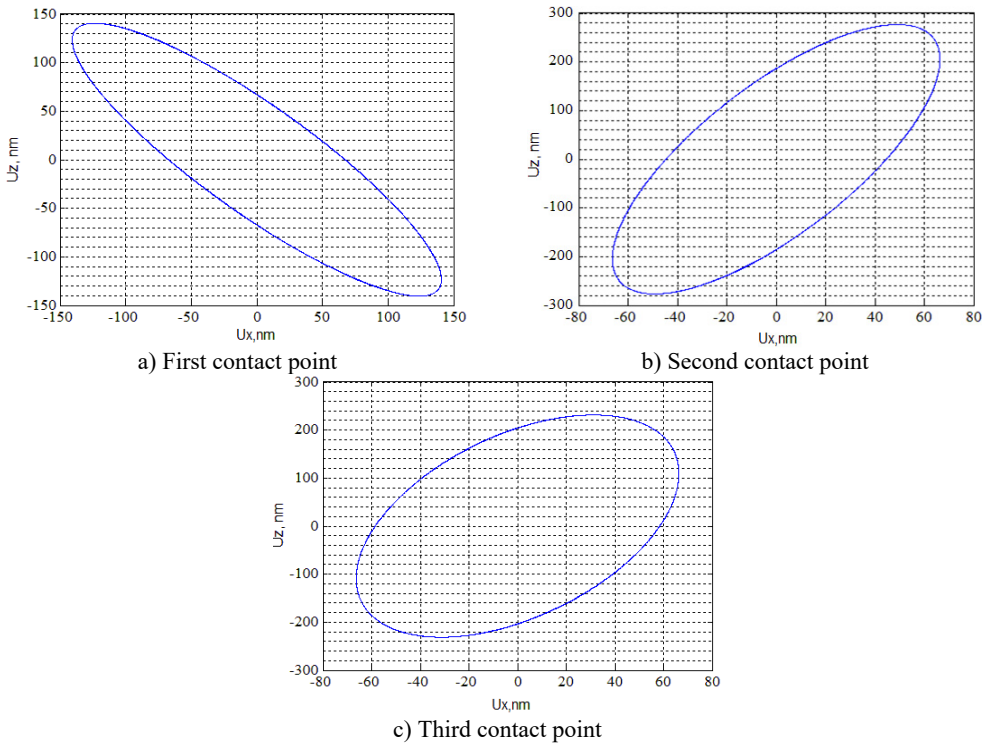 150
100
50
0
-50
-100
-150
Uz, nm
-150 -100 -50 0 50 100 150
Ux,nm
a) First contact point
300
200
100
0
-100
-200
-300
Uz, nm
-80 -60 -40 -20 0 20 40 60 80
Ux,nm
b) Second contact point
300
200
100
0
-100
-200
-300
Uz, nm
-80 -60 -40 -20 0 20 40 60 80
Ux,nm
c) Third contact point